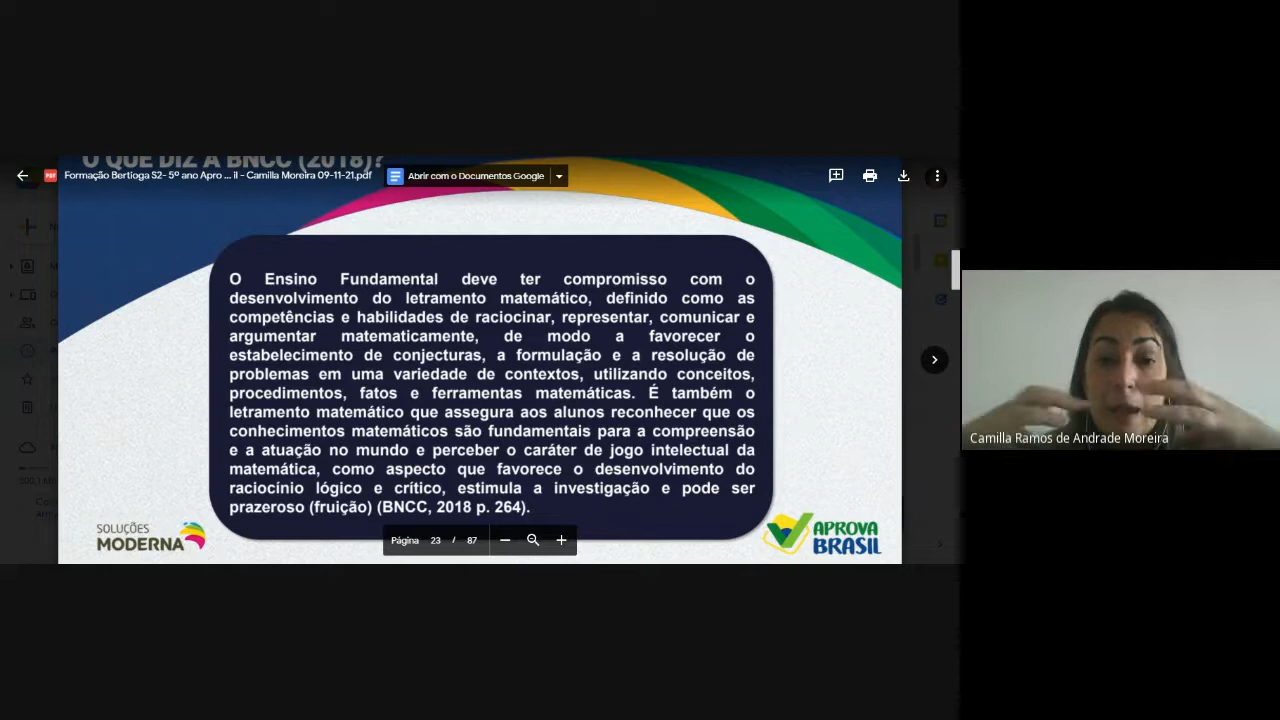 O QUE DIZ A BNCC (2018)?
Formação Bertioga S2- 5º ano Apro ... il - Camilla Moreira 09-11-21.pdf
Abrir com o Documentos Google
O Ensino Fundamental deve ter compromisso com o
desenvolvimento do letramento matemático, definido como as
competências e habilidades de raciocinar, representar, comunicar e
argumentar matematicamente, de modo a favorecer o
estabelecimento de conjecturas, a formulação e a resolução de
problemas em uma variedade de contextos, utilizando conceitos,
procedimentos, fatos e ferramentas matemáticas. É também o
letramento matemático que assegura aos alunos reconhecer que os
conhecimentos matemáticos são fundamentais para a compreensão
e a atuação no mundo e perceber o caráter de jogo intelectual da
matemática, como aspecto que favorece o desenvolvimento do
raciocínio lógico e crítico, estimula a investigação e pode ser
prazeroso (fruição) (BNCC, 2018 p. 264).
Camilla Ramos de Andrade Moreira
SOLUÇÕES
MODERNA
Página 23 / 87
APROVA
BRASIL